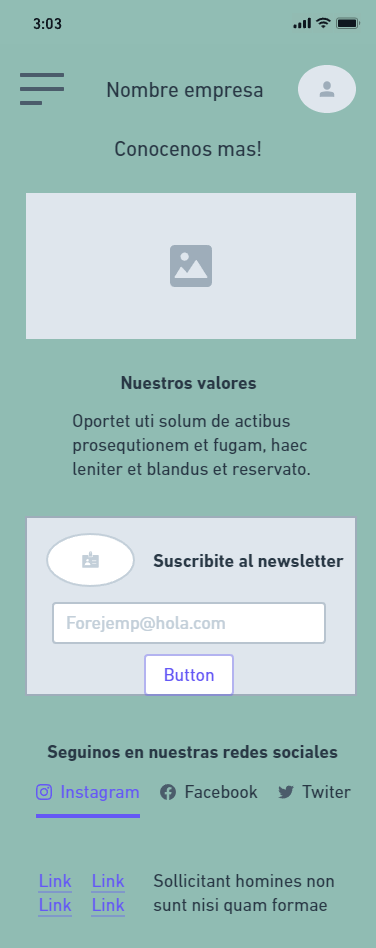 3:03
Nombre empresa
Conocenos mas!
Nuestros valores
Oportet uti solum de actibus
prosequtionem et fugam, haec
leniter et blandus et reservato.
Suscribite al newsletter
Forejemp@hola.com
Button
Seguinos en nuestras redes sociales
Instagram Facebook Twiter
Link Link Sollicitant homines non
Link Link sunt nisi quam formae